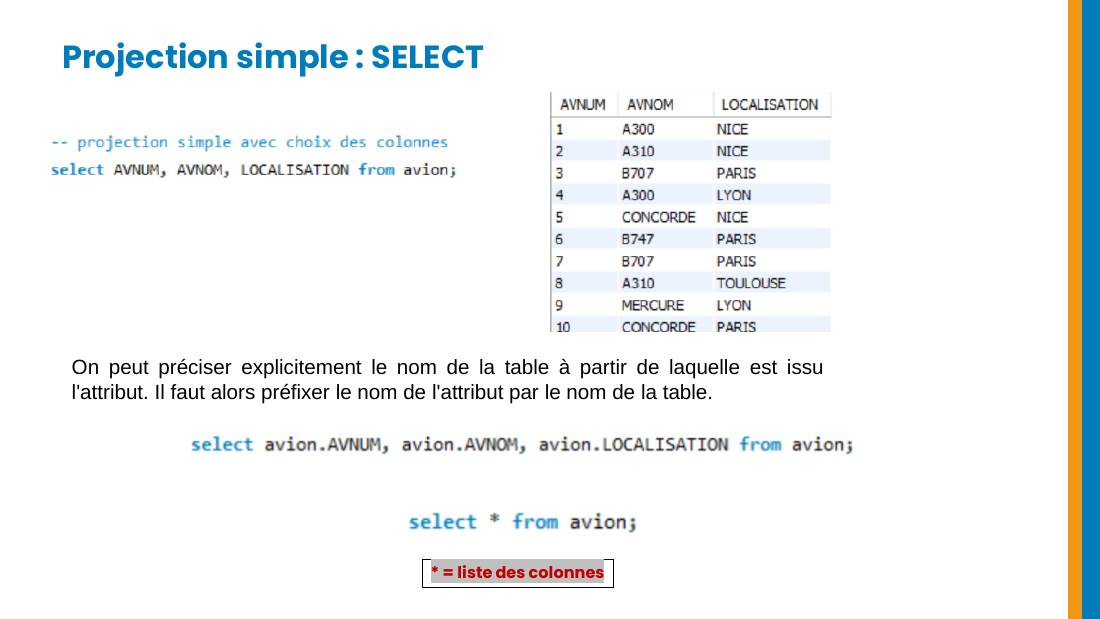 Projection simple : SELECT
-- projection simple avec choix des colonnes
select AVNUM, AVNOM, LOCALISATION from avion;
AVNUM AVNOM LOCALISATION
1 A300 NICE
2 A310 NICE
3 B707 PARIS
4 A300 LYON
5 CONCORDE NICE
6 B747 PARIS
7 B707 PARIS
8 A310 TOULOUSE
9 MERCURE LYON
10 CONCORDE PARIS
On peut préciser explicitement le nom de la table à partir de laquelle est issu
l'attribut. Il faut alors préfixer le nom de l'attribut par le nom de la table.
select avion.AVNUM, avion.AVNOM, avion.LOCALISATION from avion;
select * from avion;
* = liste des colonnes